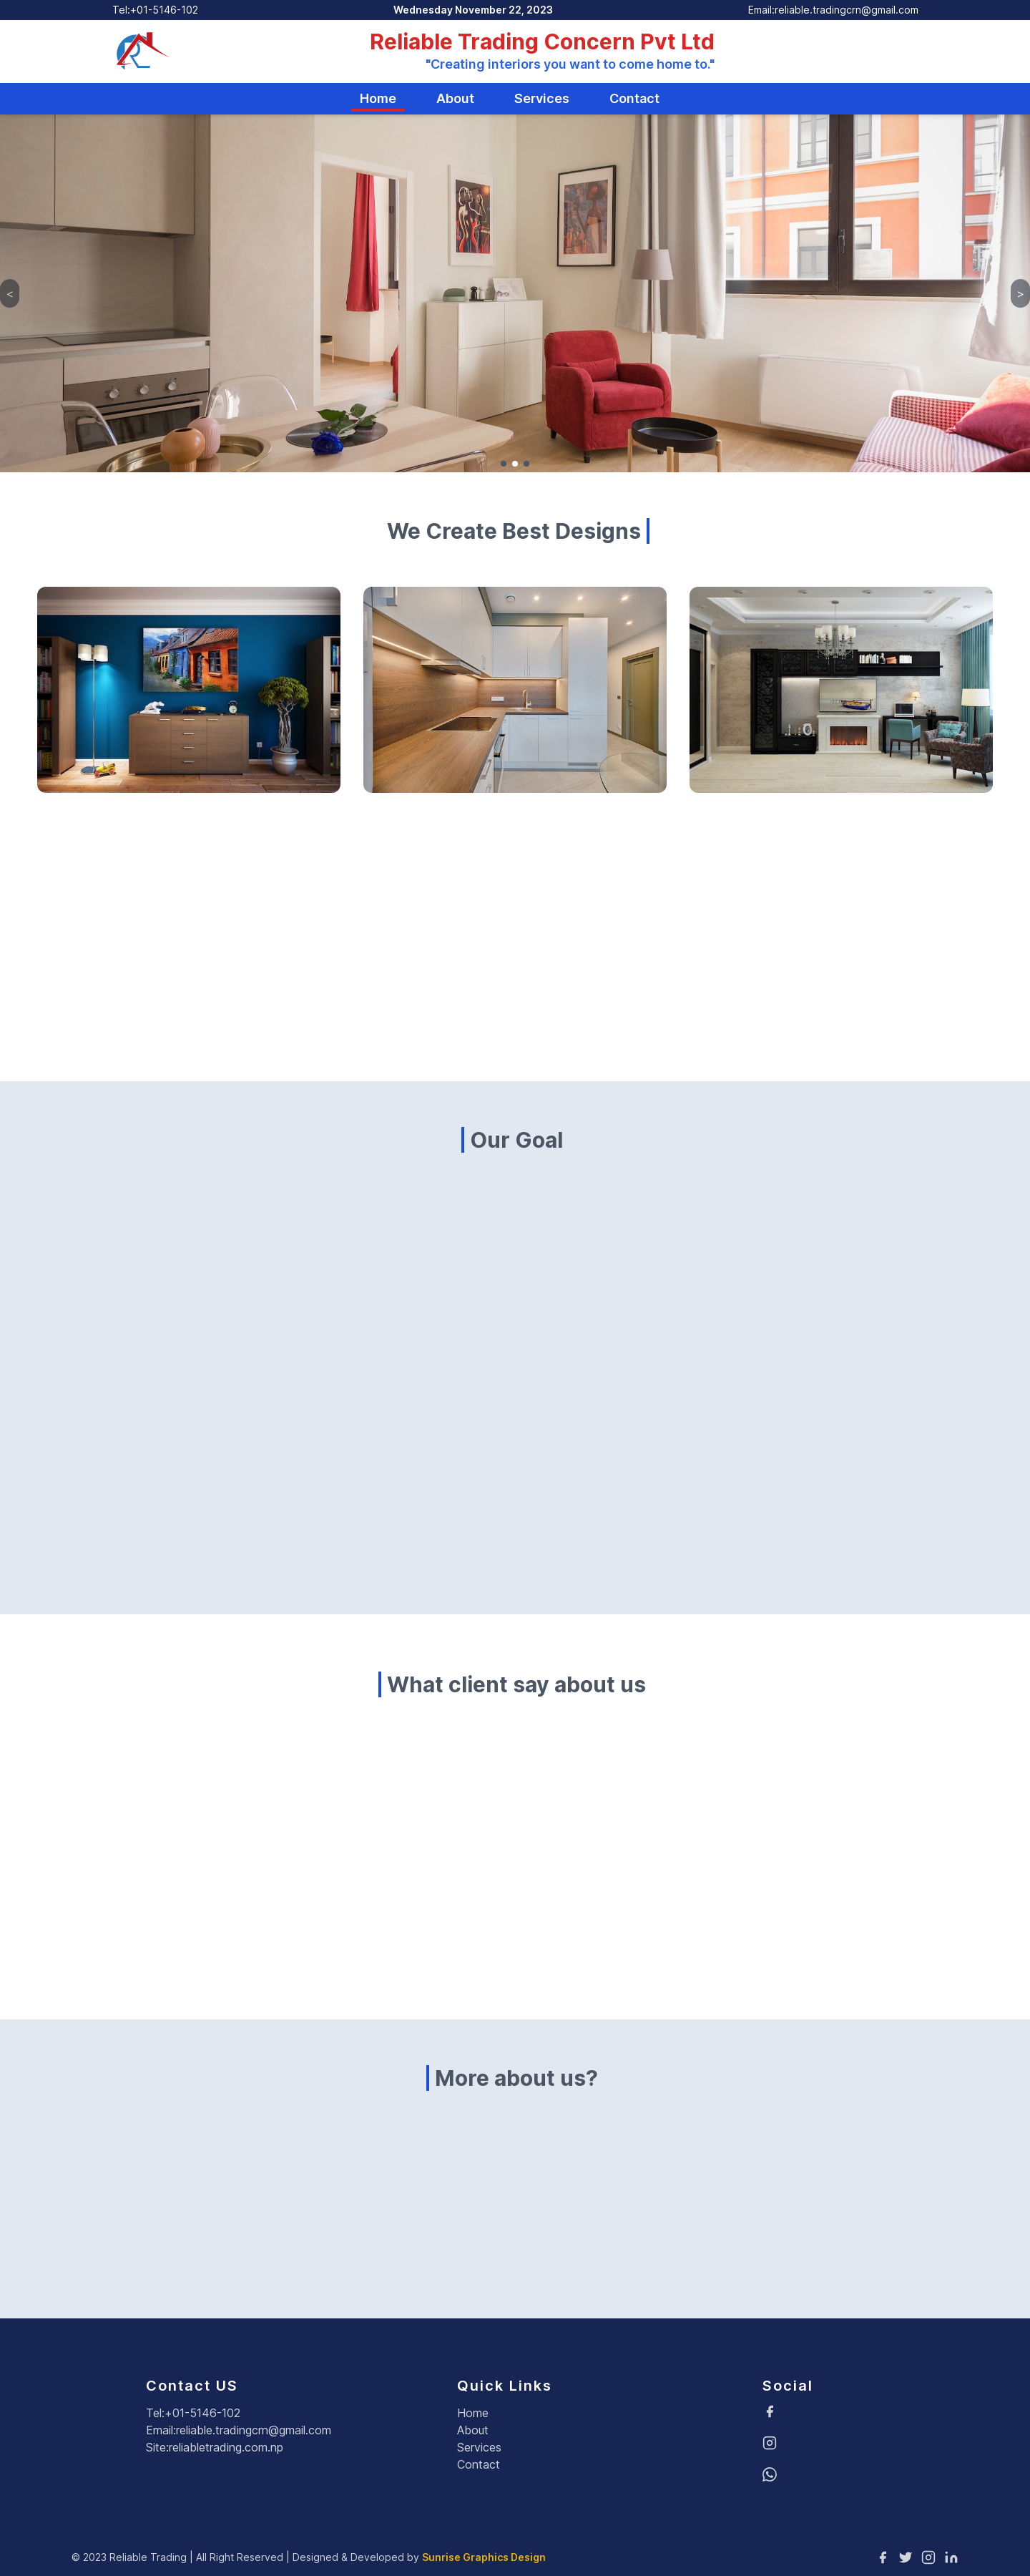 Tel:+01-5146-102
Wednesday November 22, 2023
Email:reliable.tradingcrn@gmail.com
Reliable Trading Concern Pvt Ltd
"Creating interiors you want to come home to."
Home
About
Services
Contact
<
>
We Create Best Designs
Our Goal
What client say about us
More about us?
Contact US
Tel:+01-5146-102
Email:reliable.tradingcrn@gmail.com
Site:reliabletrading.com.np
Quick Links
Home
About
Services
Contact
Social
© 2023 Reliable Trading | All Right Reserved | Designed & Developed by Sunrise Graphics Design